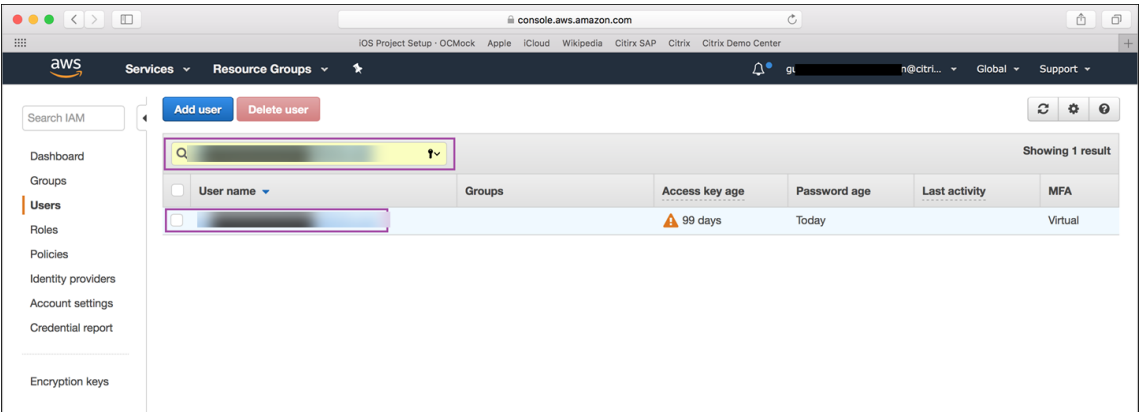 console.aws.amazon.com
iOS Project Setup - OCMock Apple iCloud Wikipedia Citirx SAP Citrix Citrix Demo Center
aws Services Resource Groups n@citri... Global Support
Search IAM
Add user Delete user
Dashboard
Groups
Users
Roles
Policies
Identity providers
Account settings
Credential report
Encryption keys
Showing 1 result
User name Groups Access key age Password age Last activity MFA
99 days Today Virtual